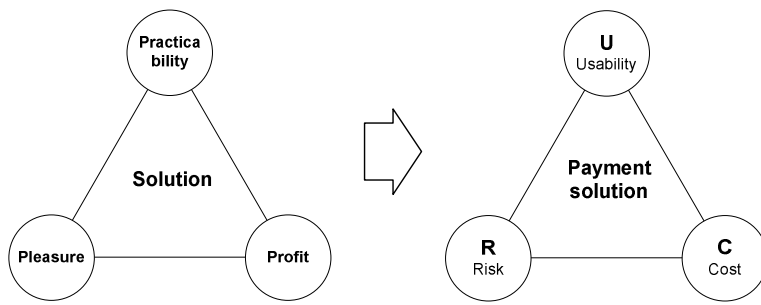 Practica
bility
Solution
Pleasure
Profit
U
Usability
Payment
solution
R
Risk
C
Cost